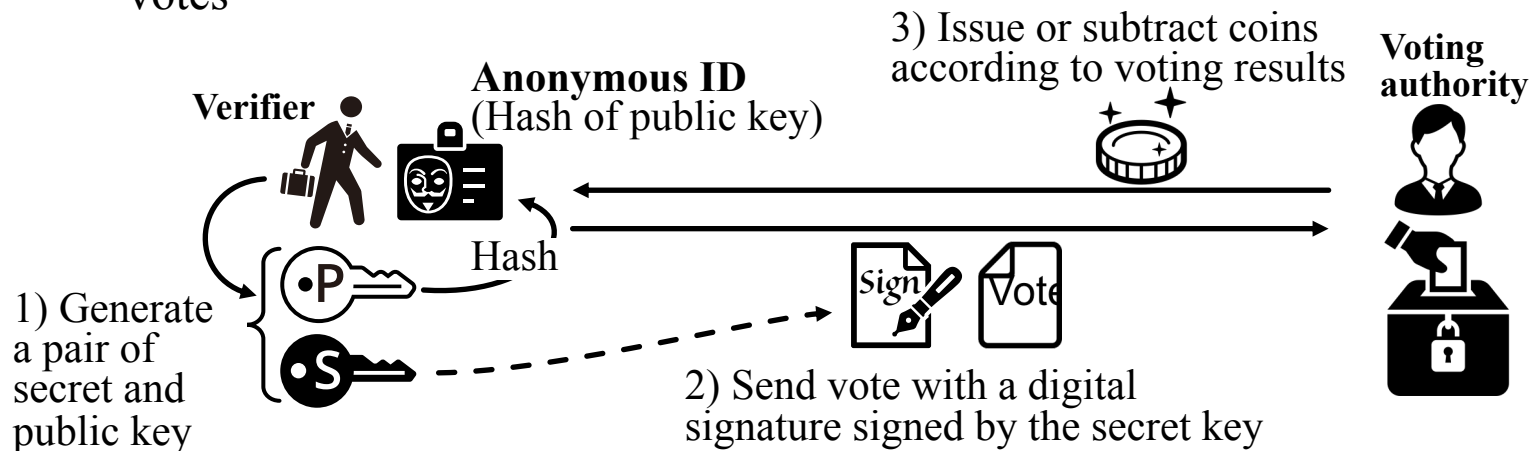 votes
3) Issue or subtract coins
according to voting results
Voting
authority
Anonymous ID
(Hash of public key)
Verifier
Hash
P
S
1) Generate
a pair of
secret and
public key
Sign
Vote
2) Send vote with a digital
signature signed by the secret key